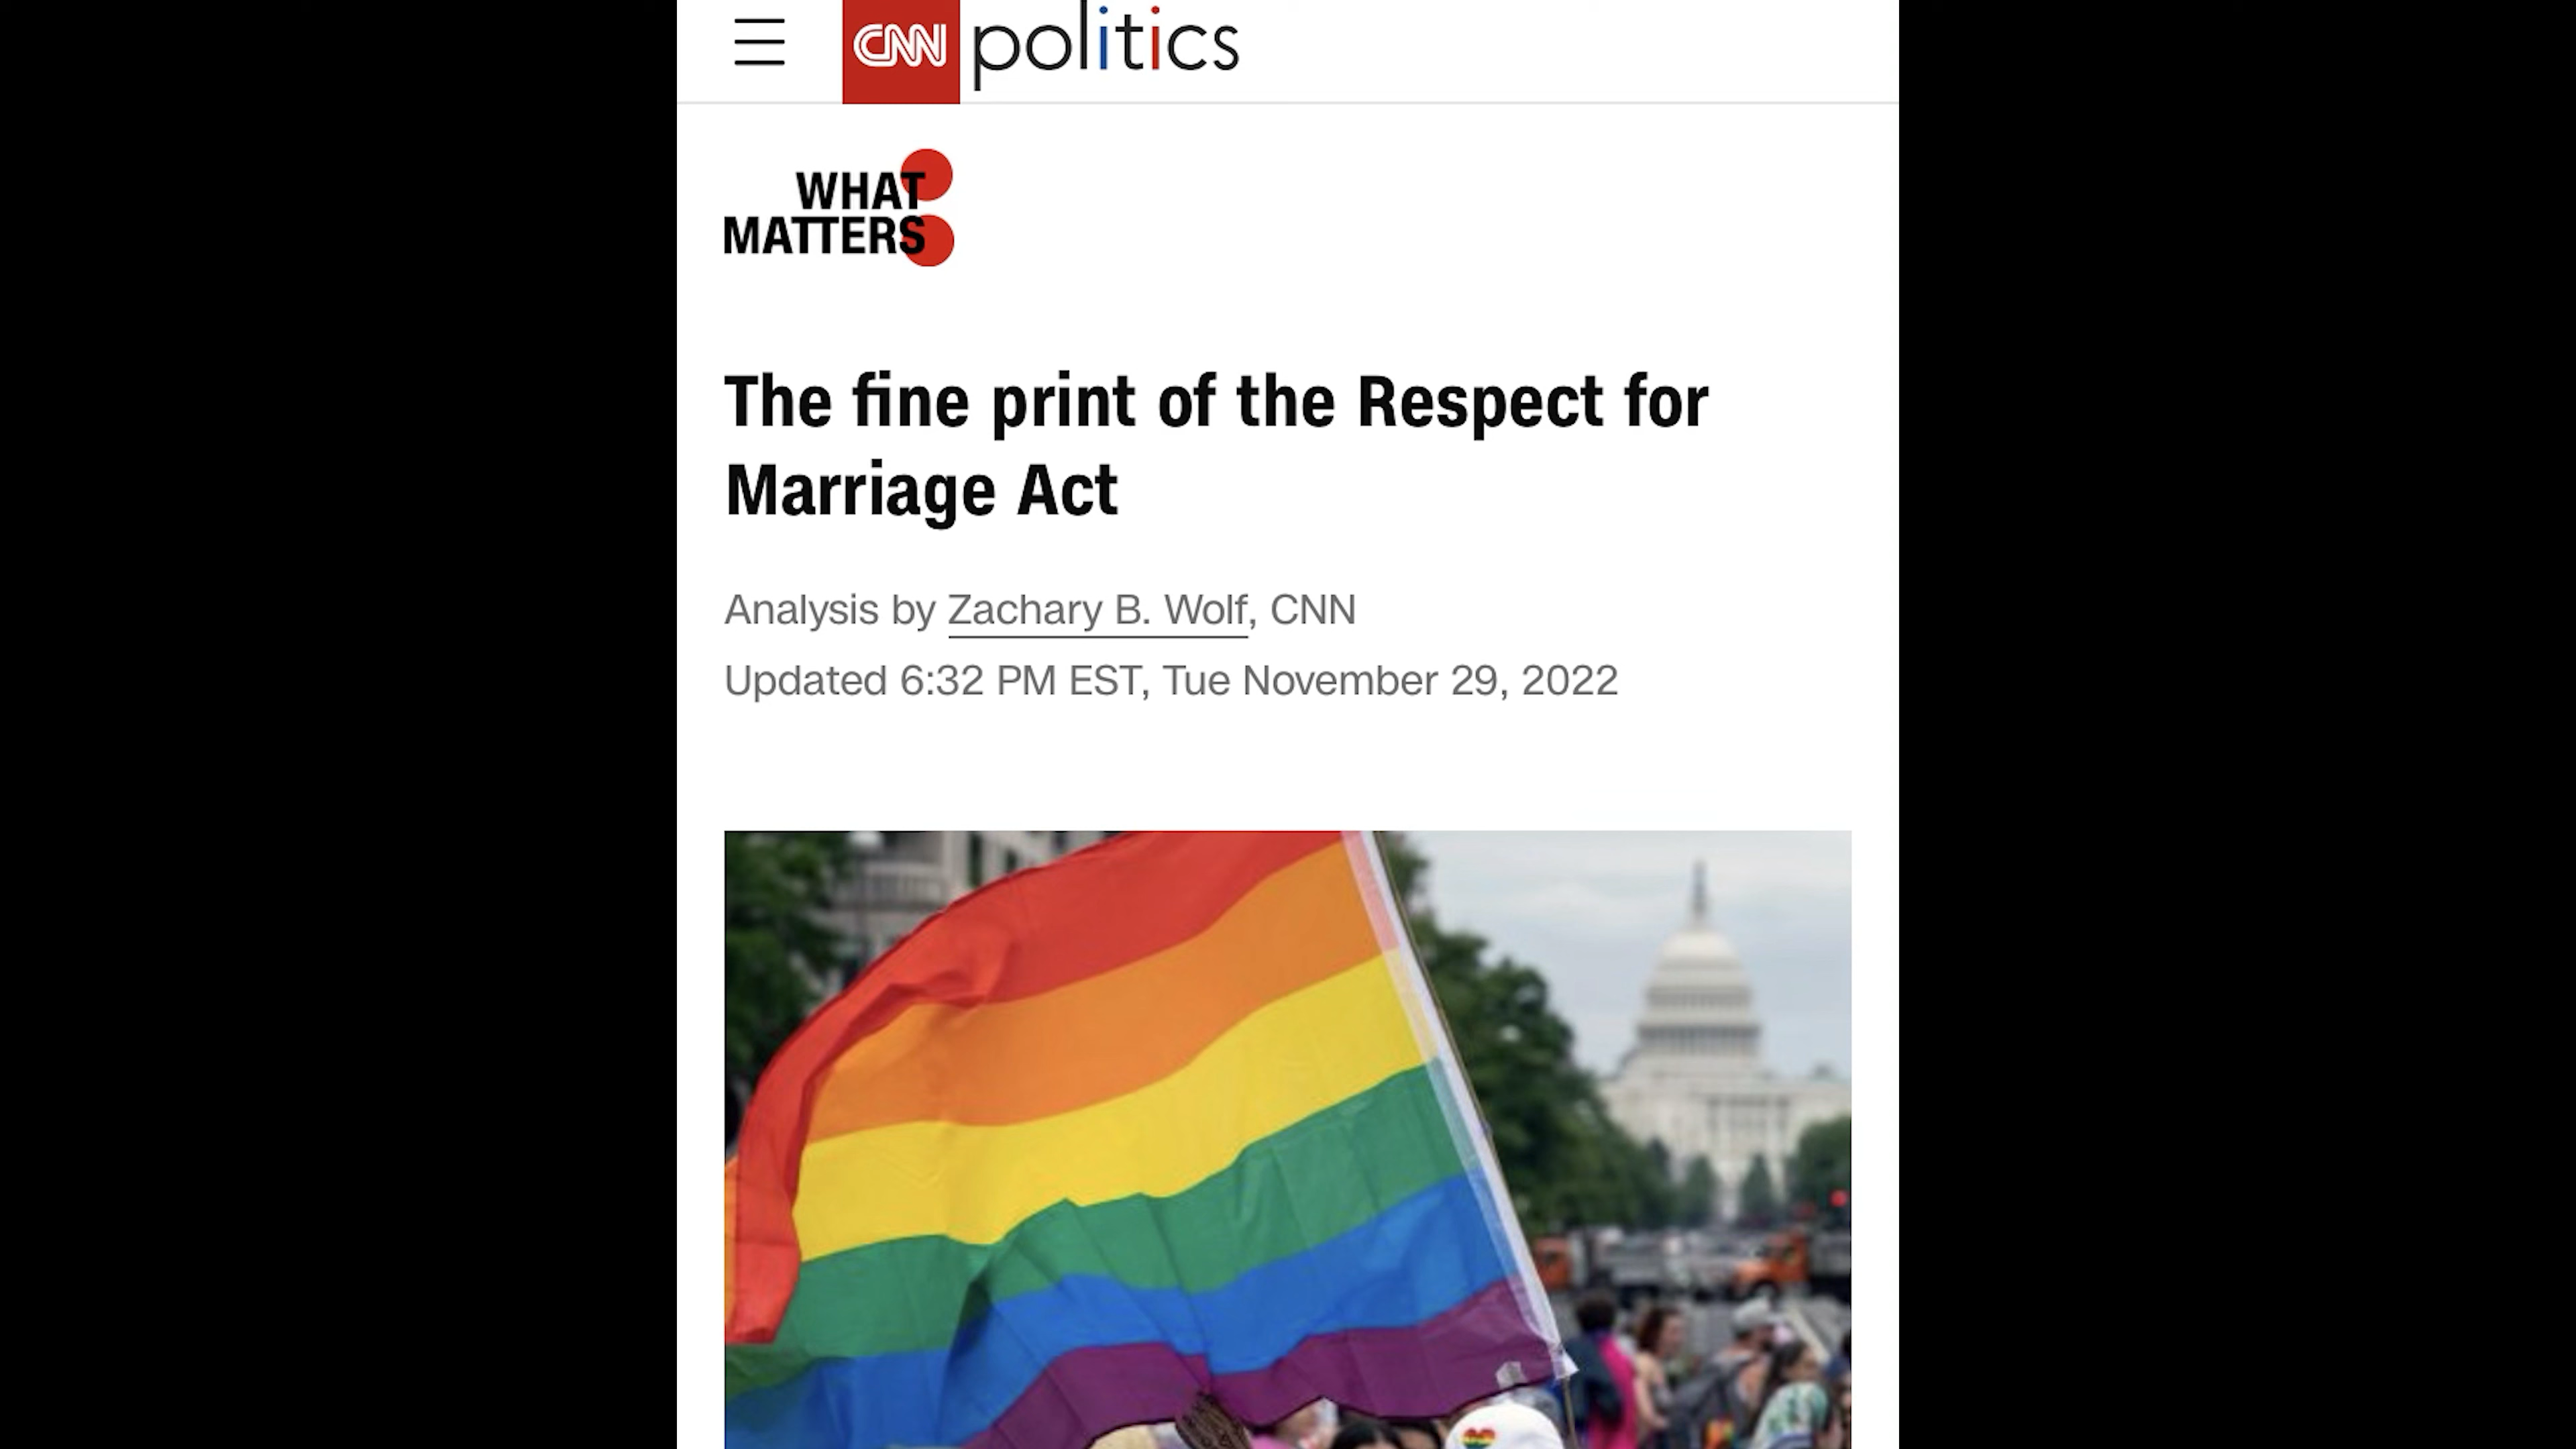 CNN politics
WHAT
MATTERS
The fine print of the Respect for
Marriage Act
Analysis by Zachary B. Wolf, CNN
Updated 6:32 PM EST, Tue November 29, 2022